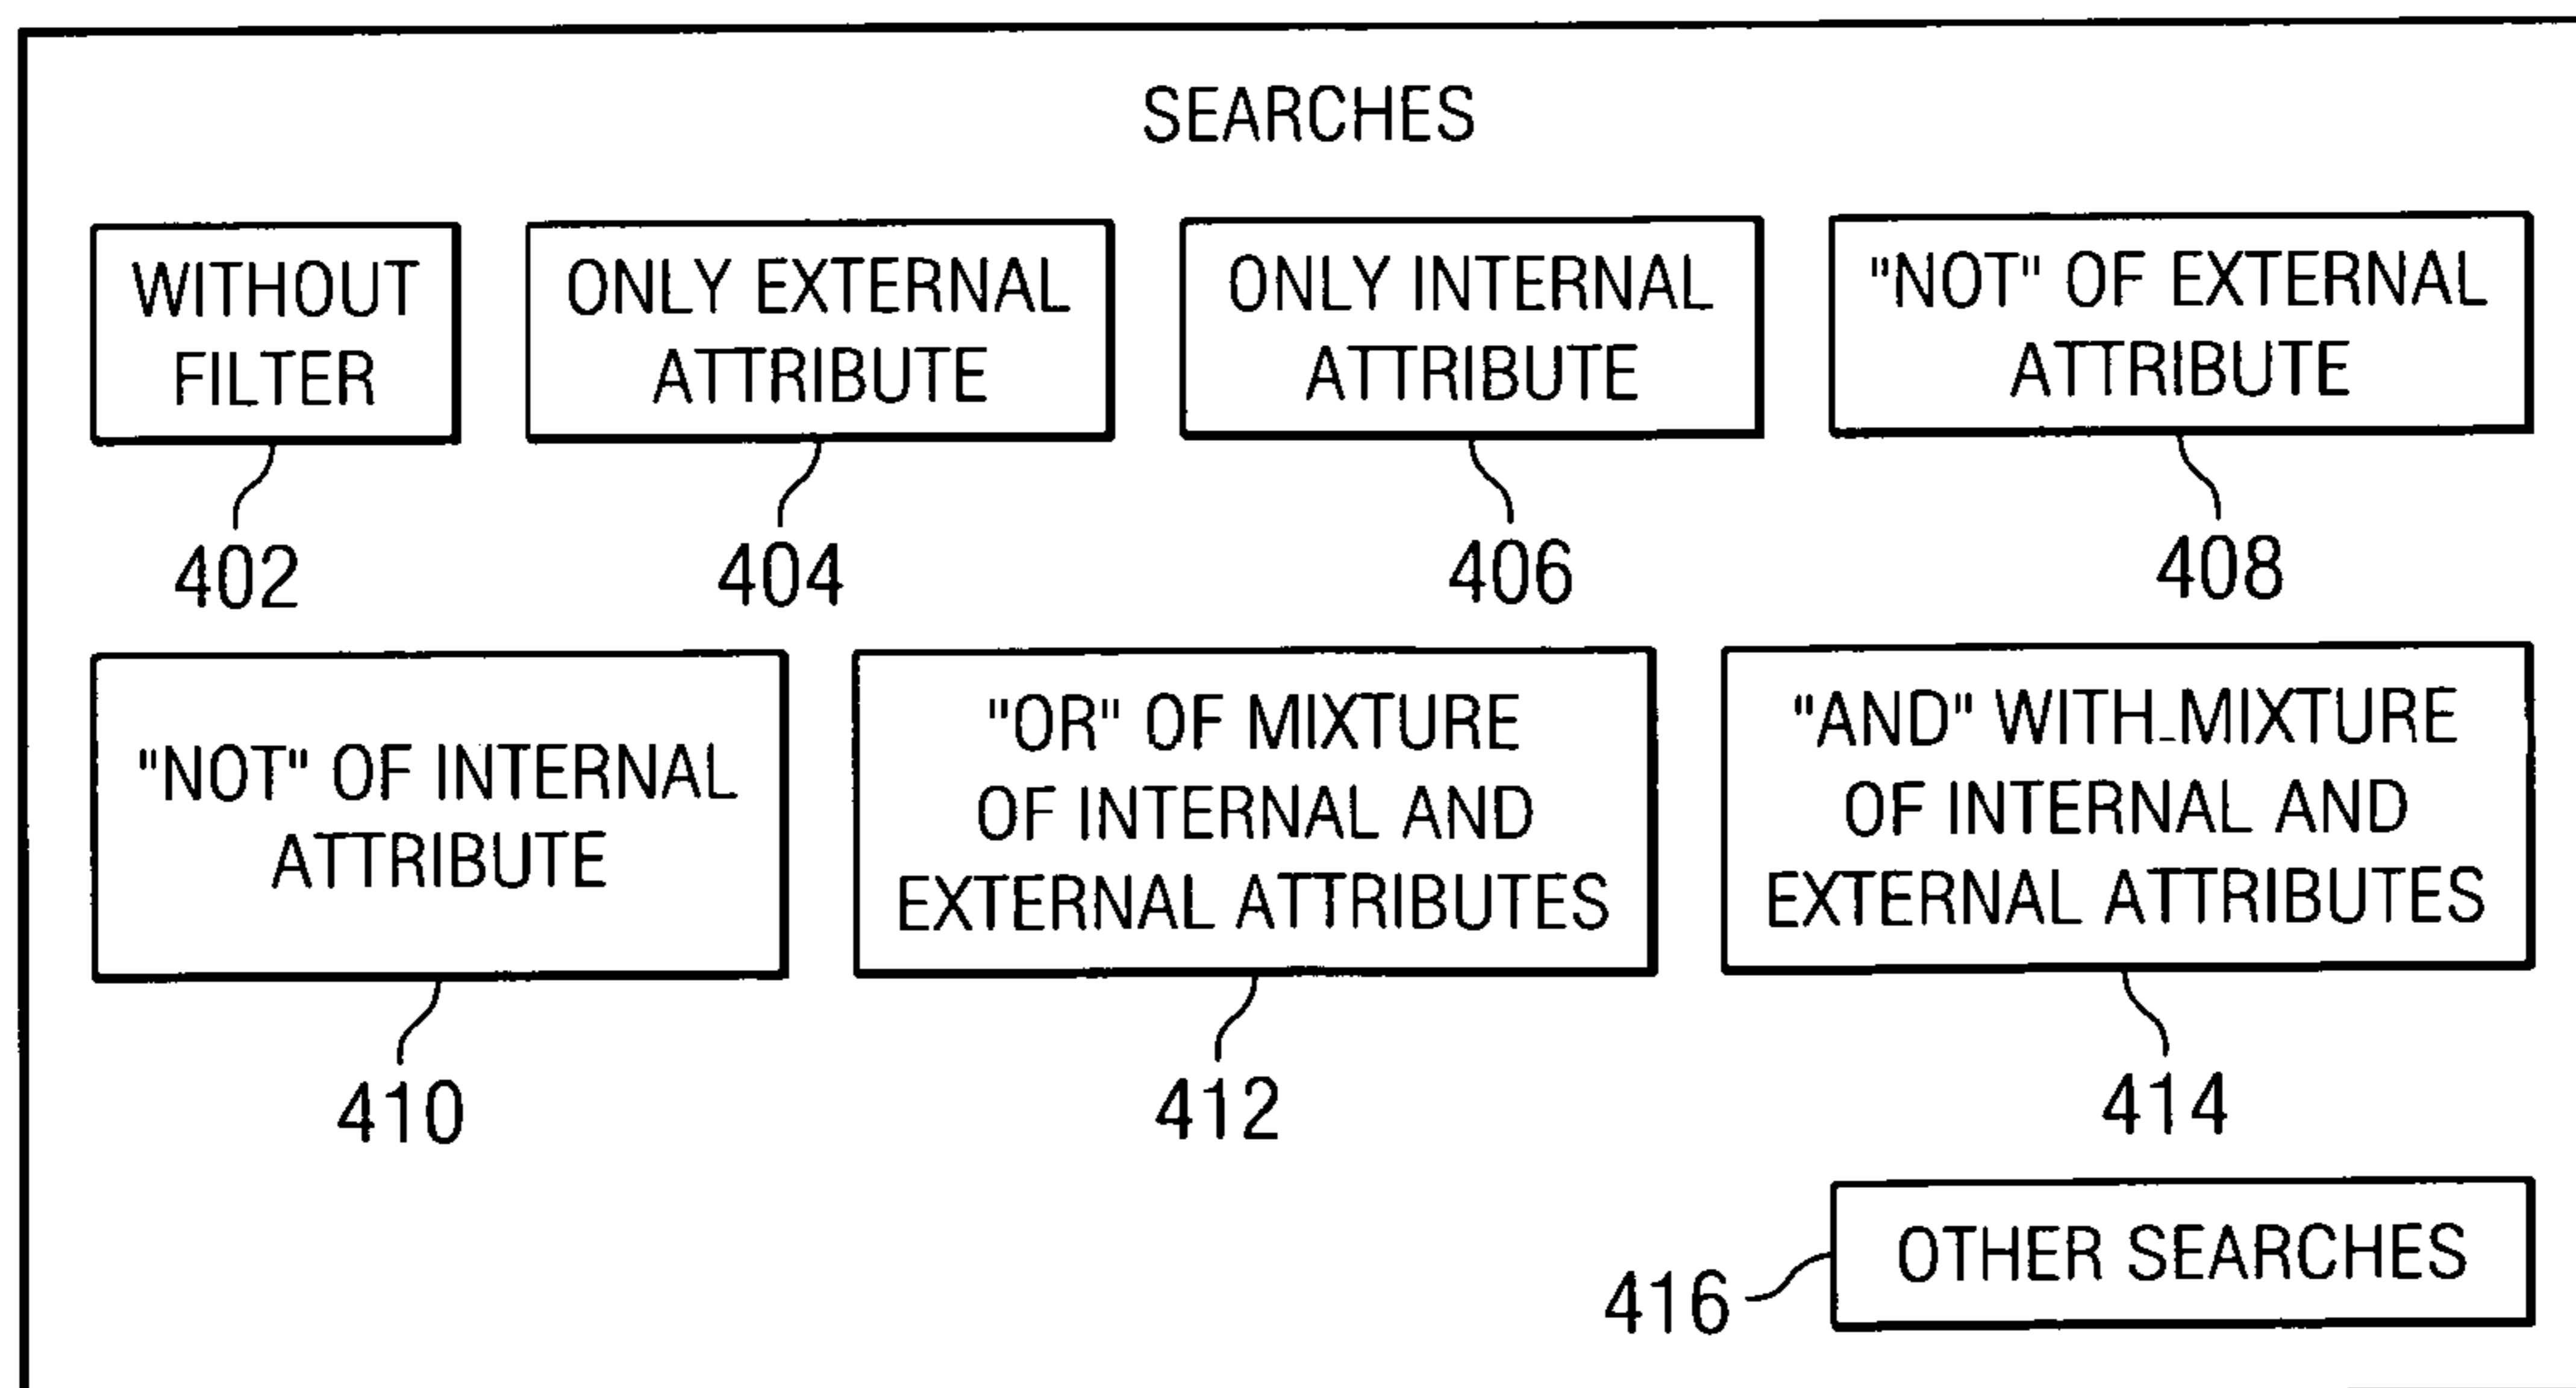 SEARCHES
WITHOUT
FILTER
402
ONLY EXTERNAL
ATTRIBUTE
404
ONLY INTERNAL
ATTRIBUTE
406
"NOT" OF EXTERNAL
ATTRIBUTE
408
"NOT" OF INTERNAL
ATTRIBUTE
410
"OR" OF MIXTURE
OF INTERNAL AND
EXTERNAL ATTRIBUTES
412
"AND" WITH MIXTURE
OF INTERNAL AND
EXTERNAL ATTRIBUTES
414
416
OTHER SEARCHES